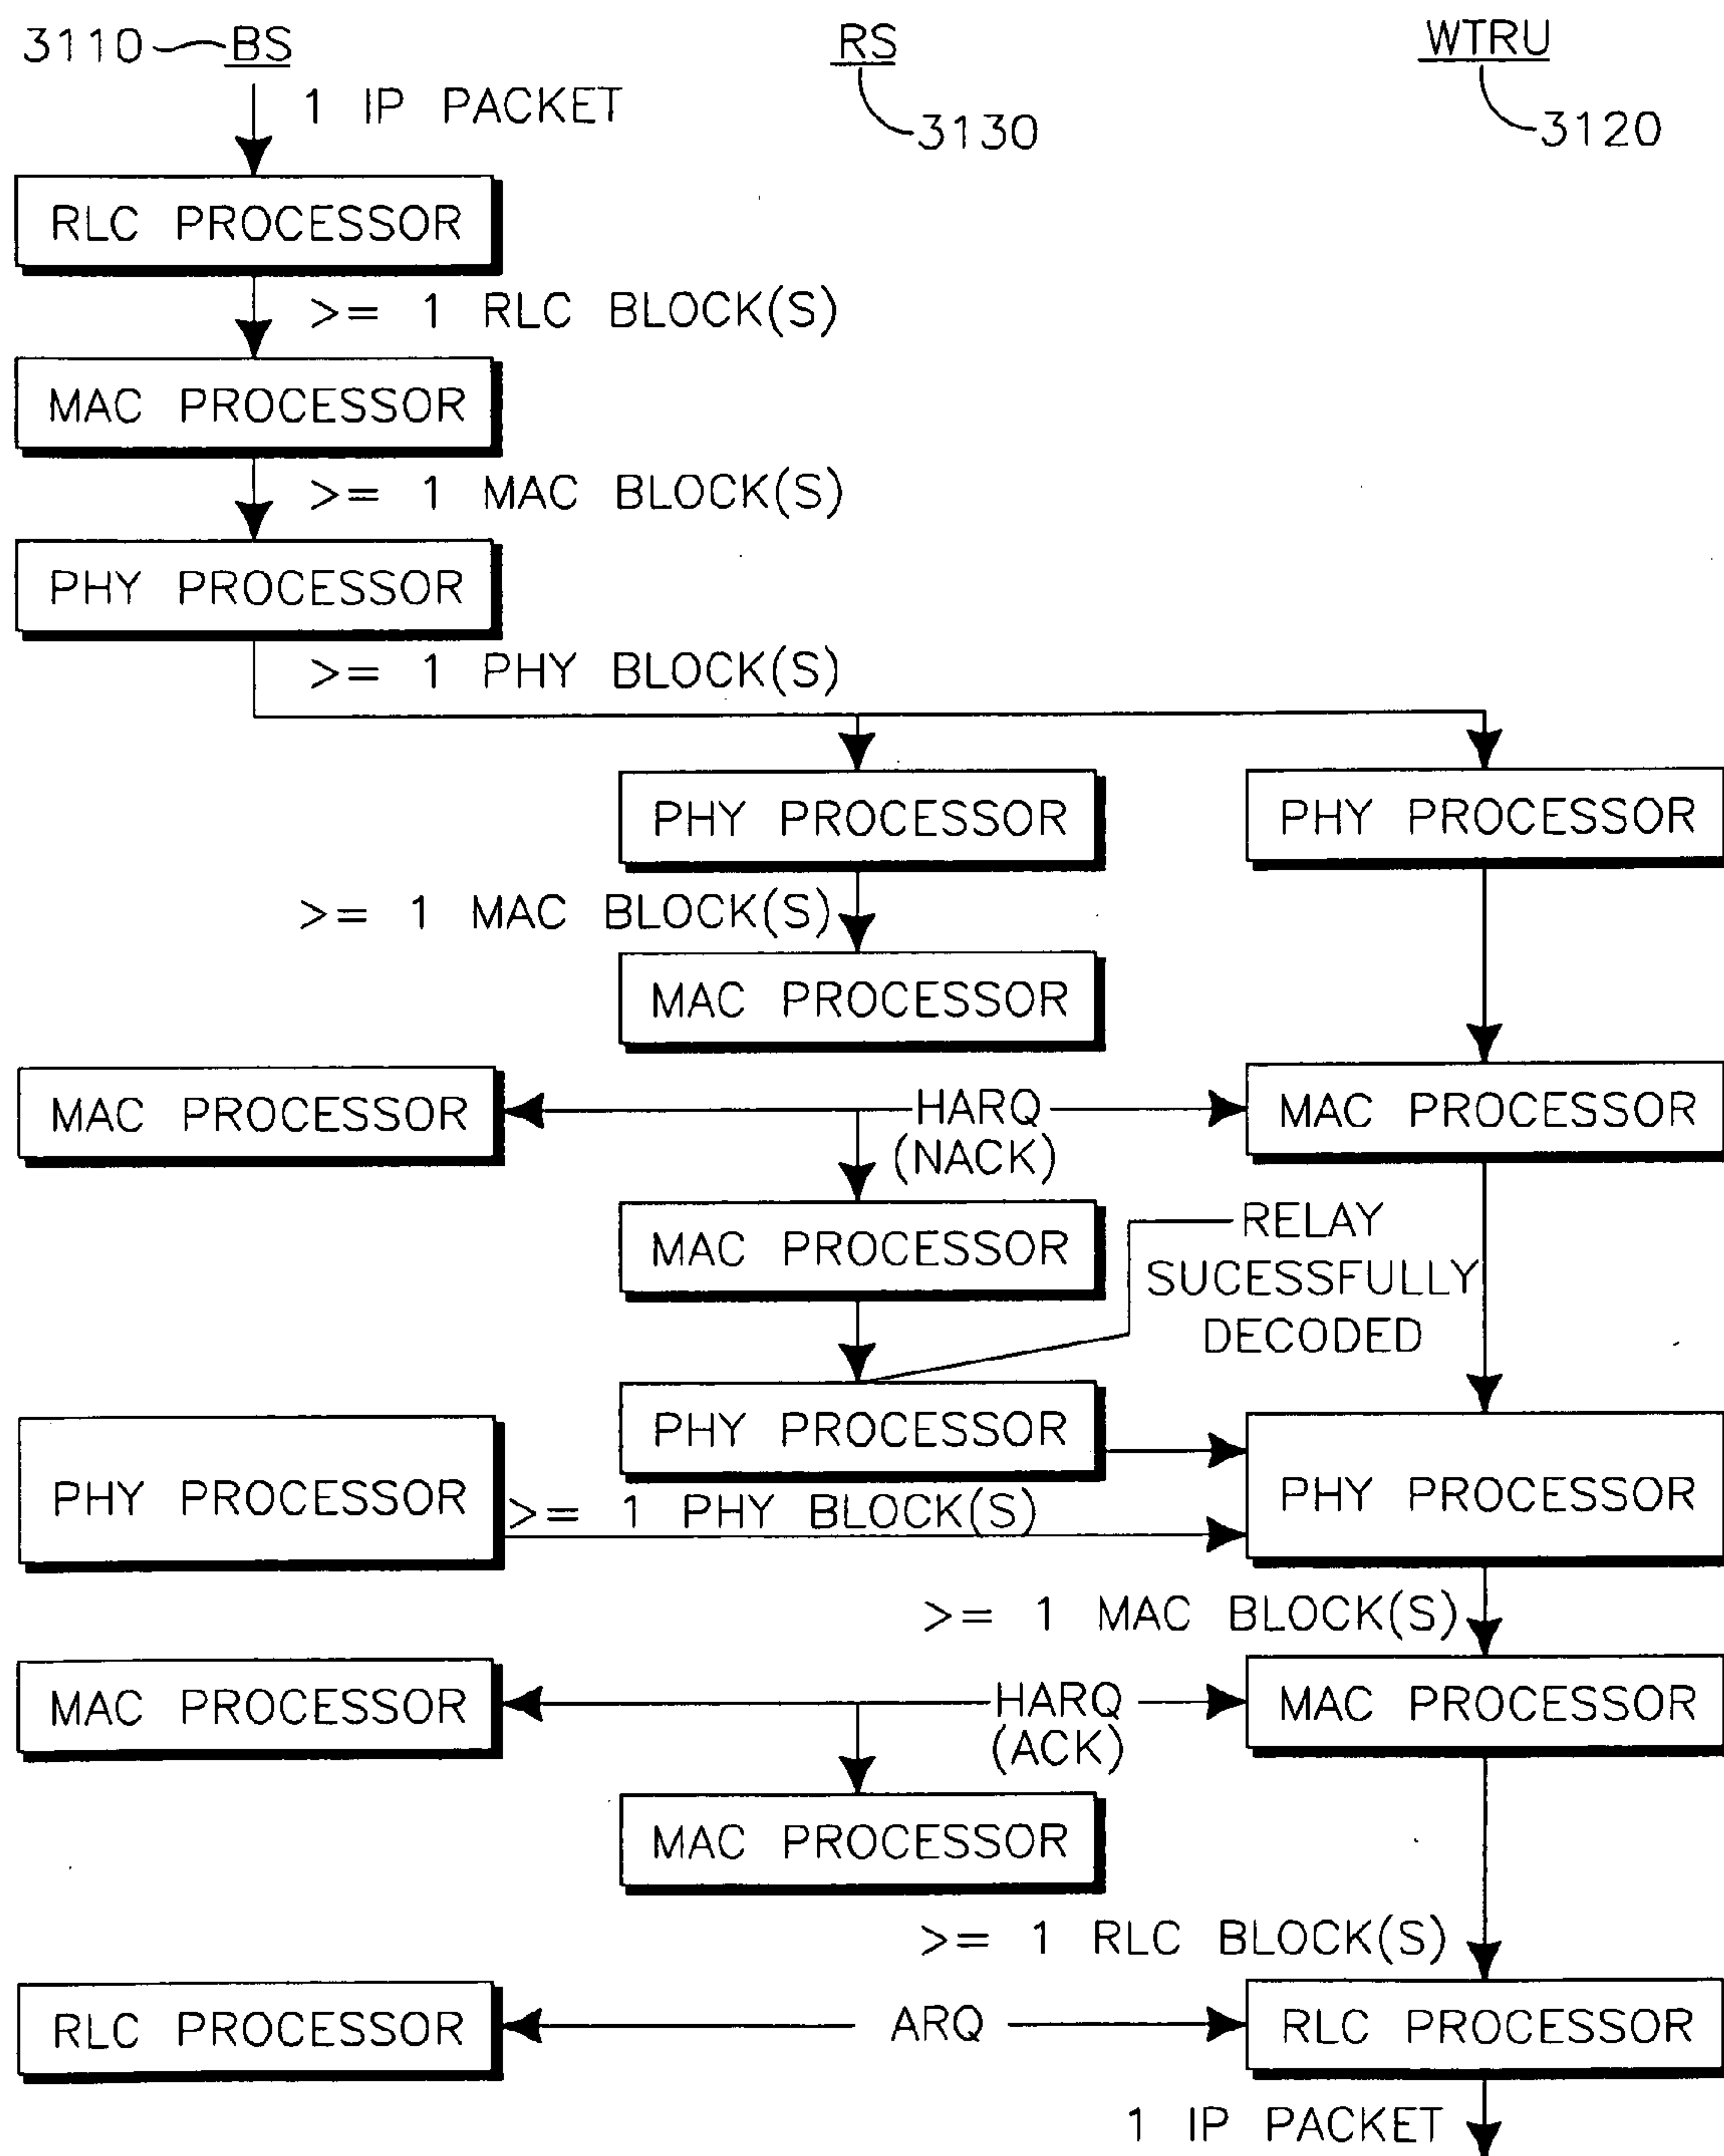 3110 BS RS WTRU
1 IP PACKET
3130 3120
RLC PROCESSOR
>= 1 RLC BLOCK(S)
MAC PROCESSOR
>= 1 MAC BLOCK(S)
PHY PROCESSOR
>= 1 PHY BLOCK(S)
PHY PROCESSOR PHY PROCESSOR
>= 1 MAC BLOCK(S)
MAC PROCESSOR
MAC PROCESSOR HARQ MAC PROCESSOR
(NACK)
MAC PROCESSOR
RELAY
SUCESSFULLY
DECODED
PHY PROCESSOR
PHY PROCESSOR PHY PROCESSOR
>= 1 PHY BLOCK(S)
>= 1 MAC BLOCK(S)
MAC PROCESSOR HARQ MAC PROCESSOR
(ACK)
MAC PROCESSOR
>= 1 RLC BLOCK(S)
RLC PROCESSOR ARQ RLC PROCESSOR
1 IP PACKET